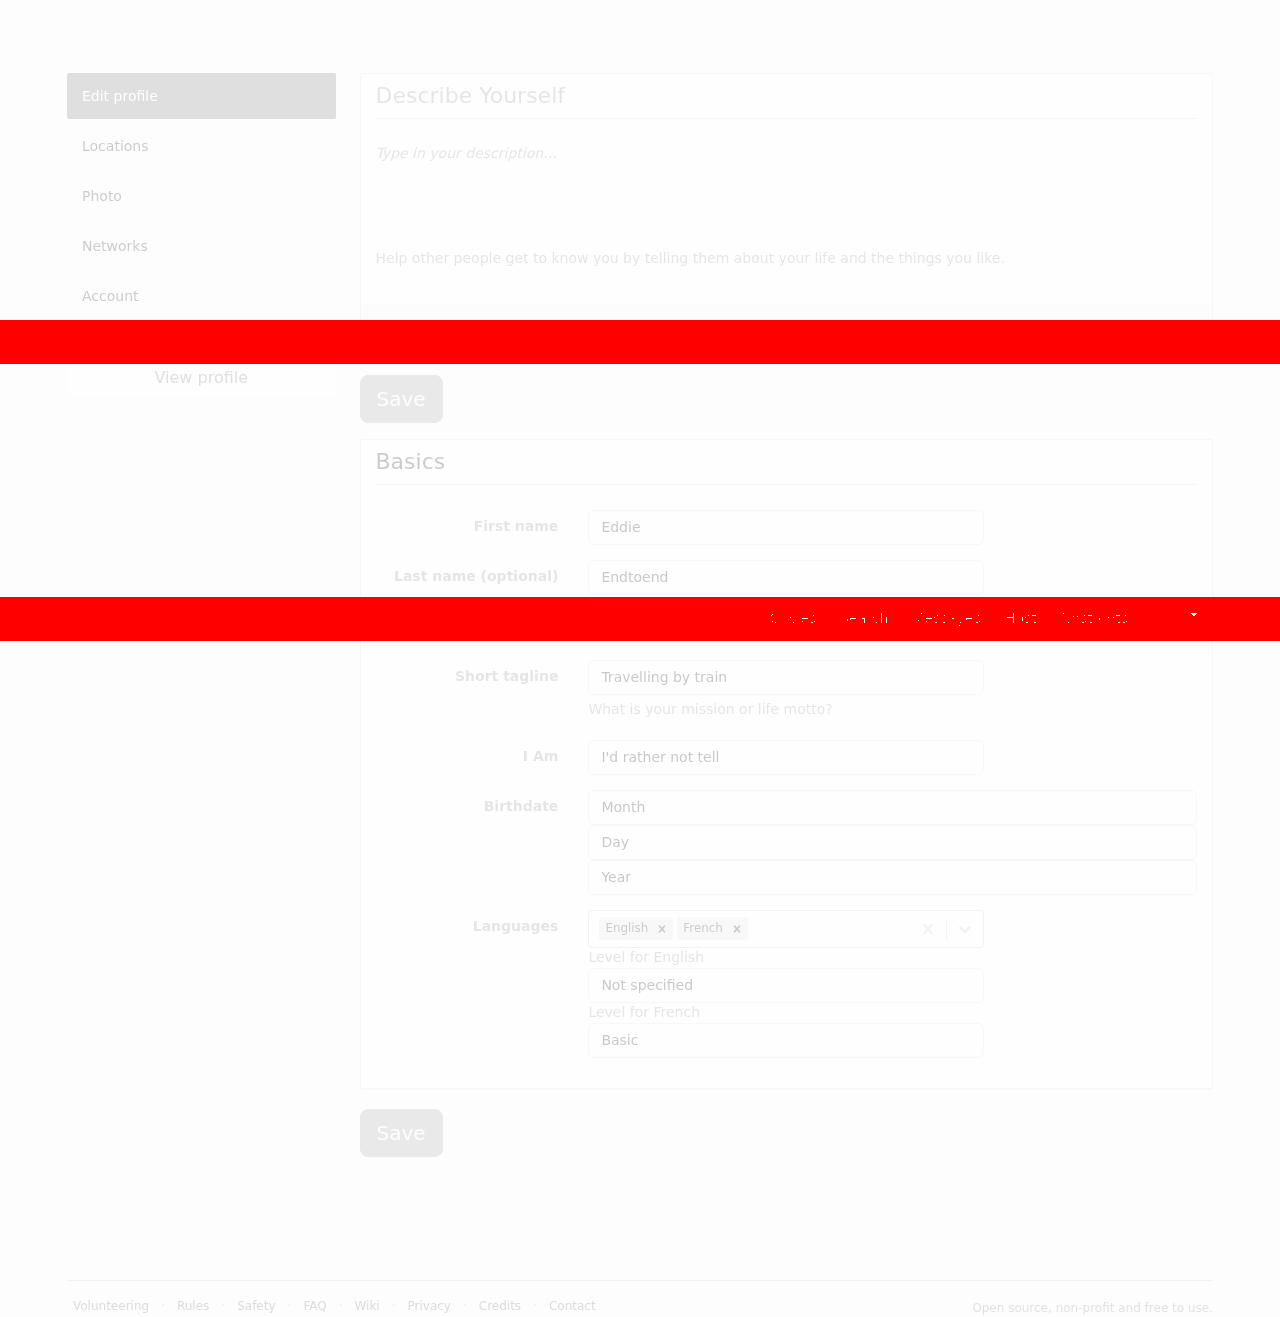 Edit profile
Locations
Photo
Networks
Account
View profile
Describe Yourself
Type in your description...
Help other people get to know you by telling them about your life and the things you like.
Save
Basics
First name
Eddie
Last name (optional)
Endtoend
Short tagline
Travelling by train
What is your mission or life motto?
I Am
I'd rather not tell
Birthdate
Month
Day
Year
Languages
English x French x
Level for English
Not specified
Level for French
Basic
Save
Volunteering · Rules · Safety · FAQ · Wiki · Privacy · Credits · Contact
Open source, non-profit and free to use.